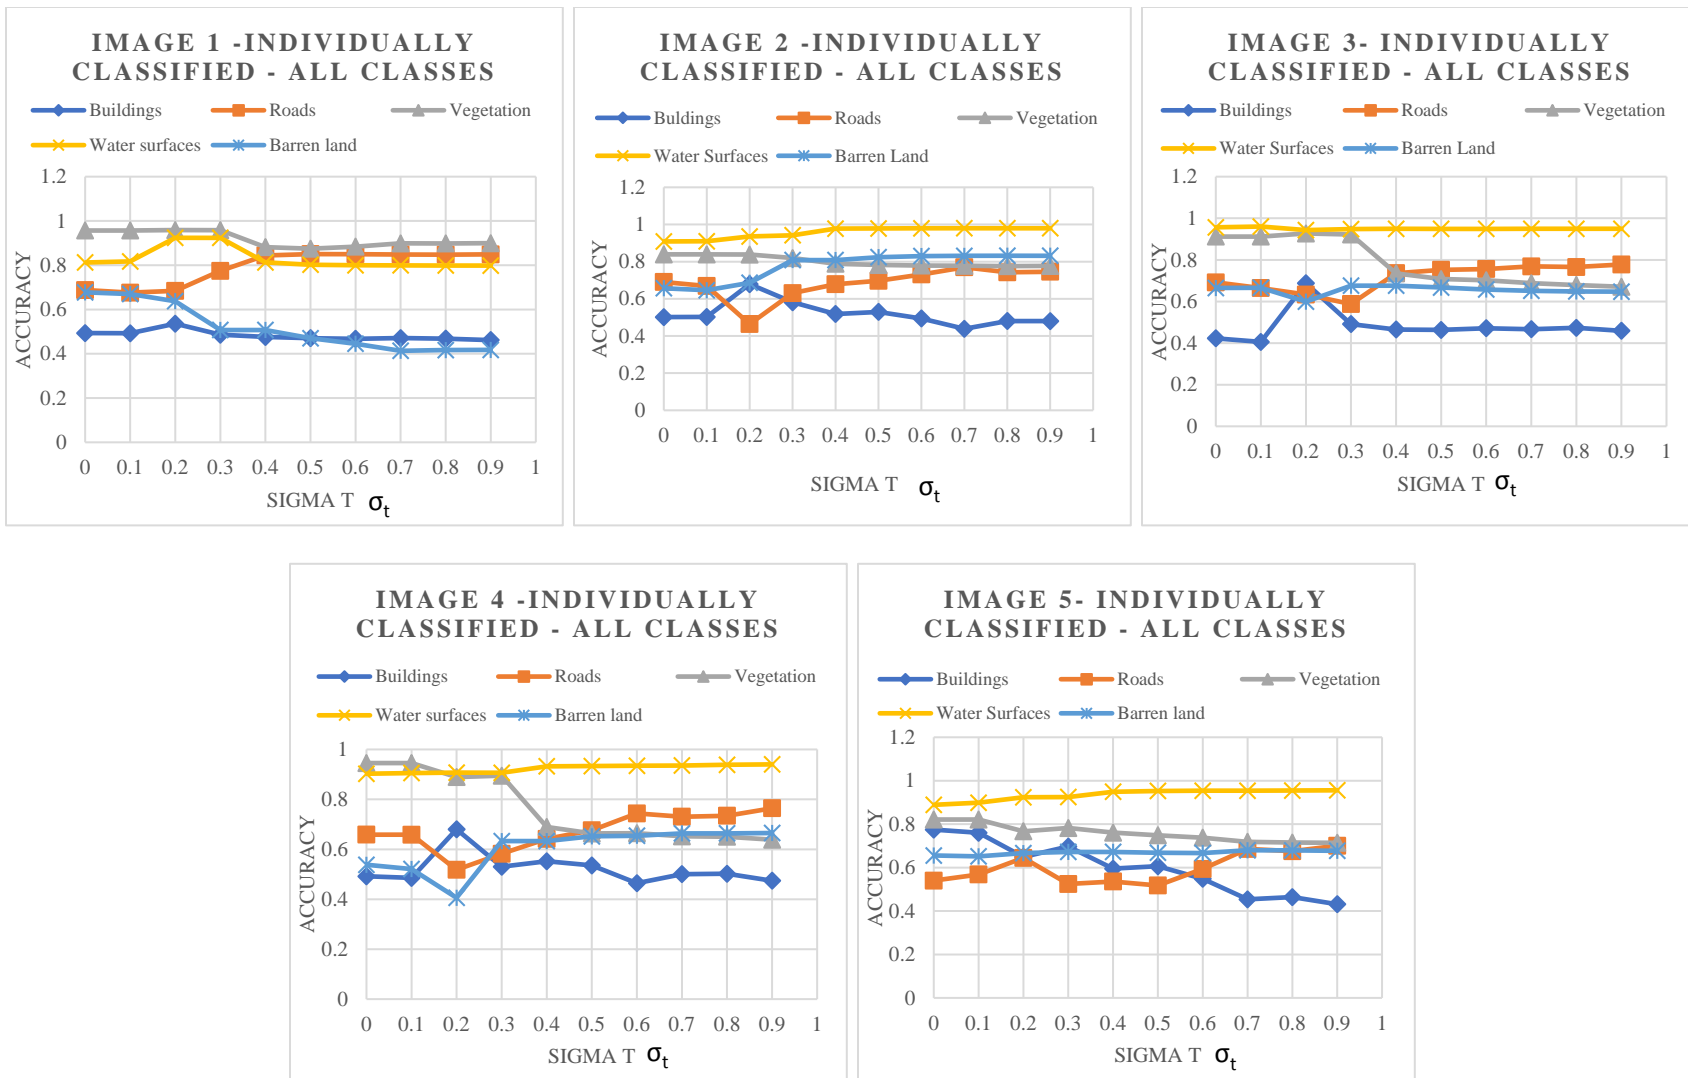 IMAGE 1 -INDIVIDUALLY
CLASSIFIED - ALL CLASSES
Buildings Roads Vegetation
Water surfaces Barren land
1.2
1
0.8
0.6
0.4
0.2
0
ACCURACY
0 0.1 0.2 0.3 0.4 0.5 0.6 0.7 0.8 0.9 1
SIGMA T σt
IMAGE 2 -INDIVIDUALLY
CLASSIFIED - ALL CLASSES
Buldings Roads Vegetation
Water Surfaces Barren Land
1.2
1
0.8
0.6
0.4
0.2
0
ACCURACY
0 0.1 0.2 0.3 0.4 0.5 0.6 0.7 0.8 0.9 1
SIGMA T σt
IMAGE 3- INDIVIDUALLY
CLASSIFIED - ALL CLASSES
Buildings Roads Vegetation
Water Surfaces Barren Land
1.2
1
0.8
0.6
0.4
0.2
0
ACCURACY
0 0.1 0.2 0.3 0.4 0.5 0.6 0.7 0.8 0.9 1
SIGMA T σt
IMAGE 4 -INDIVIDUALLY
CLASSIFIED - ALL CLASSES
Buildings Roads Vegetation
Water surfaces Barren land
1
0.8
0.6
0.4
0.2
0
ACCURACY
0 0.1 0.2 0.3 0.4 0.5 0.6 0.7 0.8 0.9 1
SIGMA T σt
IMAGE 5- INDIVIDUALLY
CLASSIFIED - ALL CLASSES
Buildings Roads Vegetation
Water Surfaces Barren land
1.2
1
0.8
0.6
0.4
0.2
0
ACCURACY
0 0.1 0.2 0.3 0.4 0.5 0.6 0.7 0.8 0.9 1
SIGMA T σt